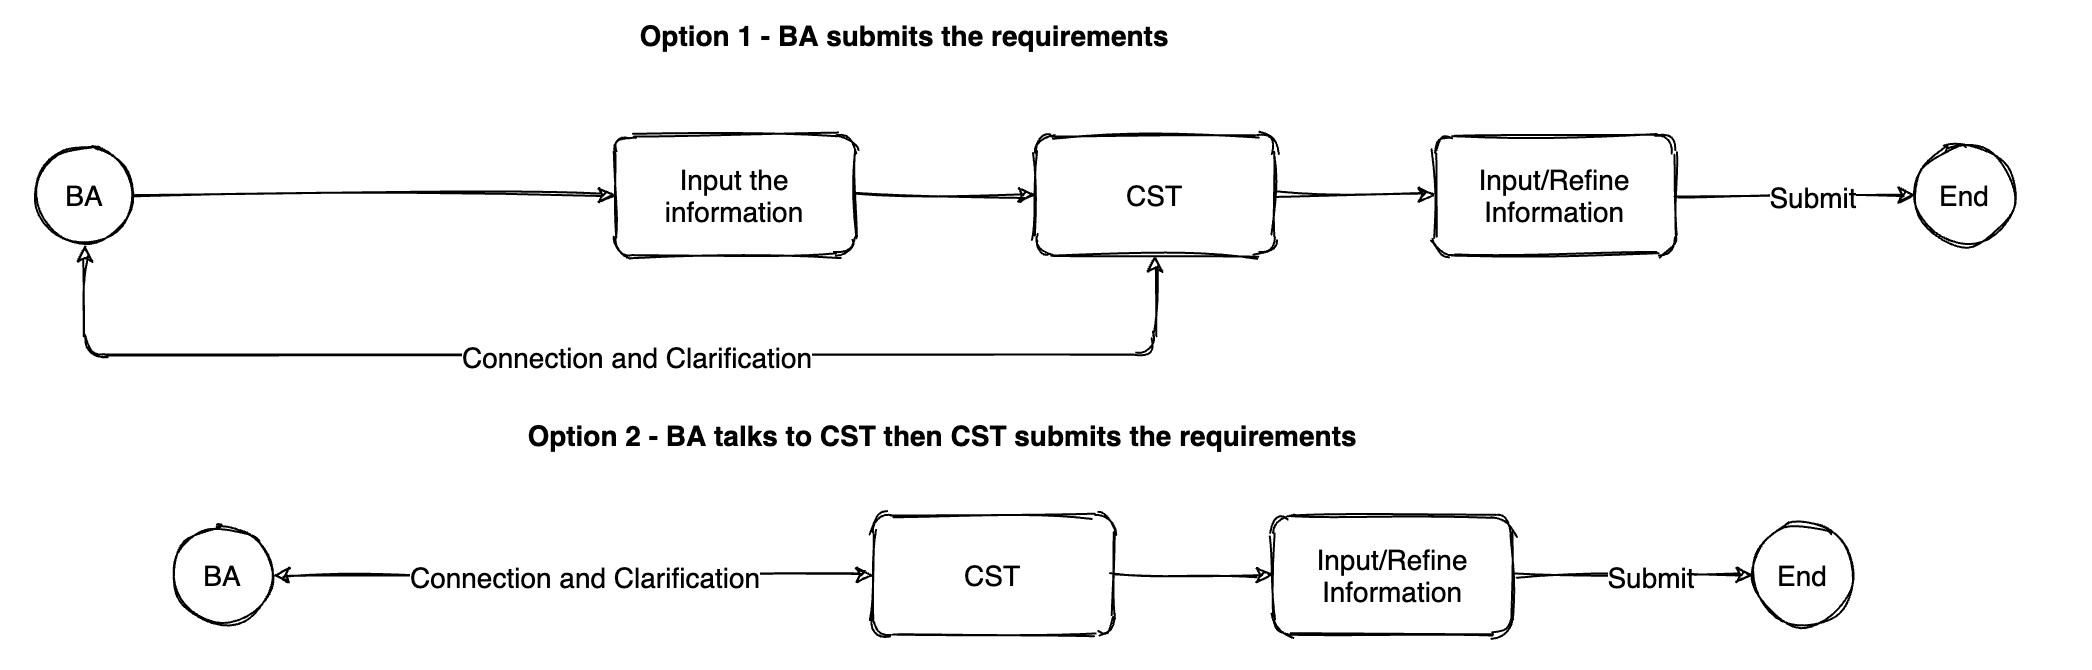 Option 1 - BA submits the requirements
BA
Input the
information
CST
Input/Refine
Information
Submit
End
Connection and Clarification
Option 2 - BA talks to CST then CST submits the requirements
BA
Connection and Clarification
CST
Input/Refine
Information
Submit
End